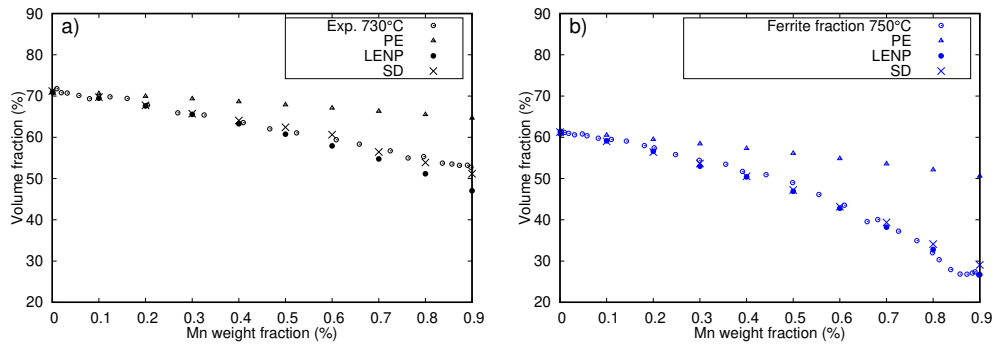 a)
Exp. 730°C
PE
LENP
SD
Volume fraction (%)
90
80
70
60
50
40
30
20
0 0.1 0.2 0.3 0.4 0.5 0.6 0.7 0.8 0.9
Mn weight fraction (%)
b)
Ferrite fraction 750°C
PE
LENP
SD
Volume fraction (%)
90
80
70
60
50
40
30
20
0 0.1 0.2 0.3 0.4 0.5 0.6 0.7 0.8 0.9
Mn weight fraction (%)